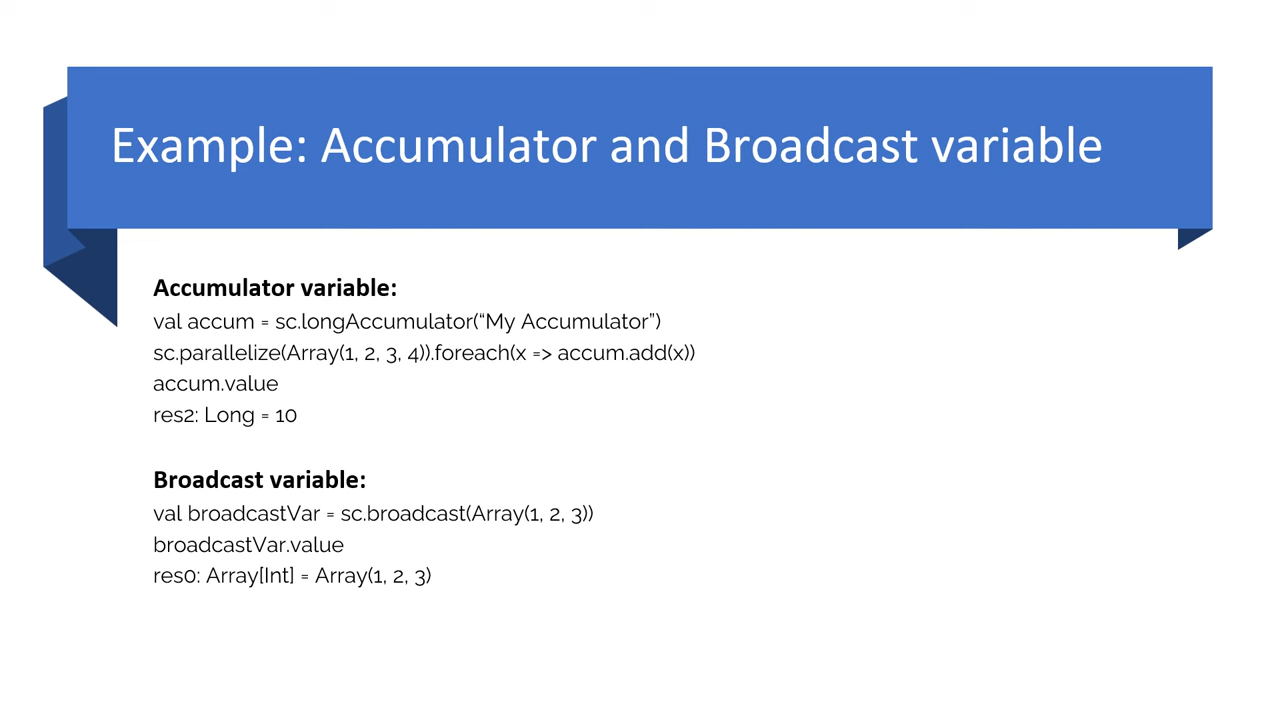 Example: Accumulator and Broadcast variable
Accumulator variable:
val accum = sc.longAccumulator(“My Accumulator”)
sc.parallelize(Array(1, 2, 3, 4)).foreach(x => accum.add(x))
accum.value
res2: Long = 10
Broadcast variable:
val broadcastVar = sc.broadcast(Array(1, 2, 3))
broadcastVar.value
res0: Array[Int] = Array(1, 2, 3)